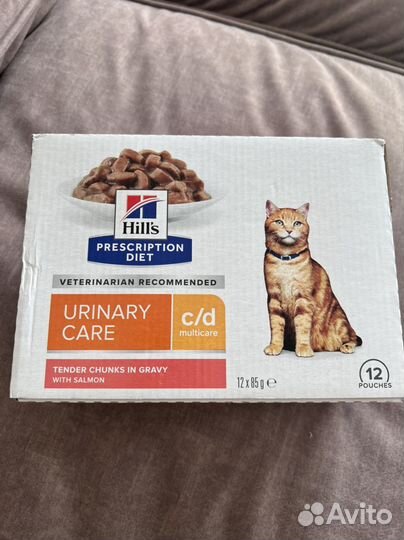 Hill's
PRESCRIPTION
DIET
VETERINARIAN RECOMMENDED
URINARY
CARE
c/d
multicare
TENDER CHUNKS IN GRAVY
WITH SALMON
12 x 85 g ℮
12
POUCHES
Avito